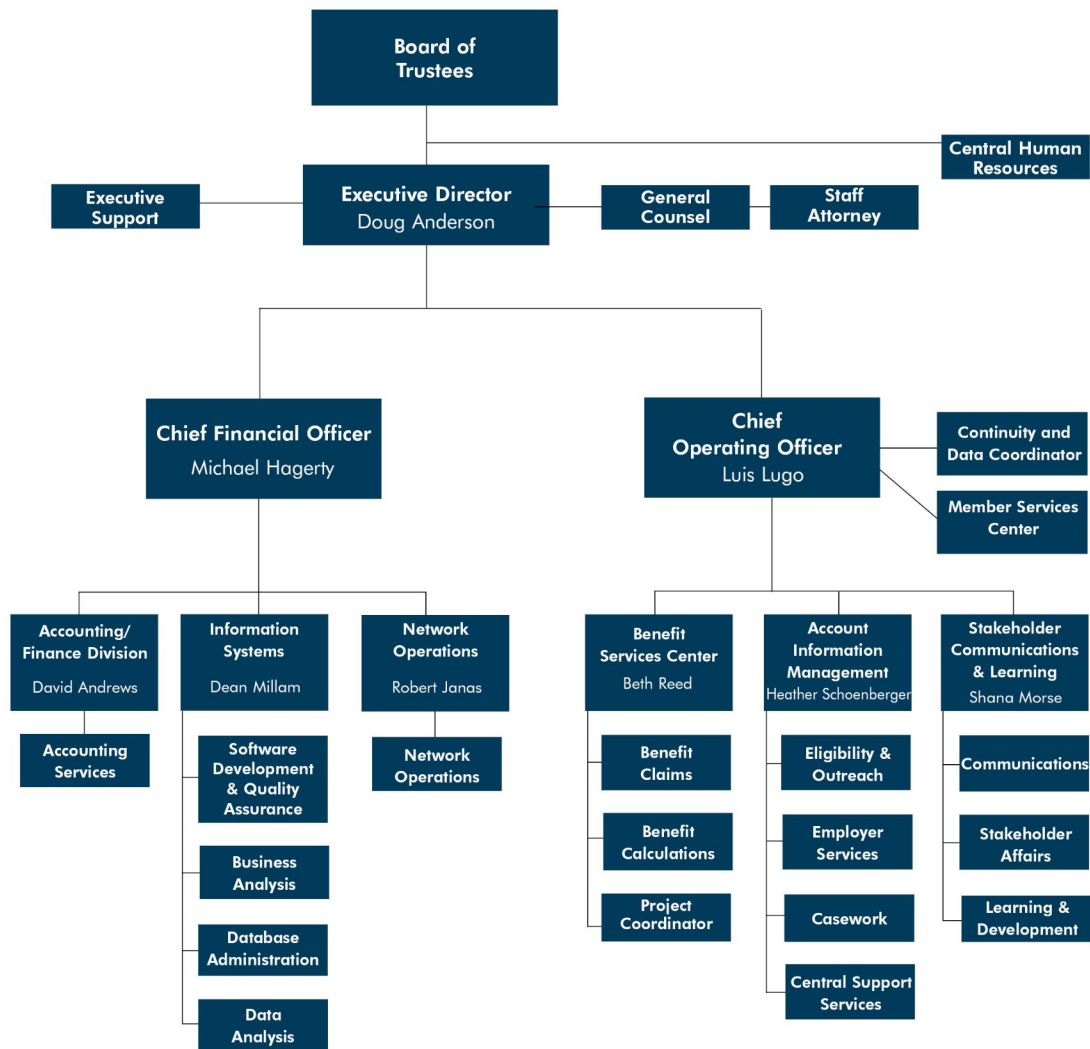 Board of
Trustees
Central Human
Resources
Executive
Support
Executive Director
Doug Anderson
General
Counsel
Staff
Attorney
Chief Financial Officer
Michael Hagerty
Chief
Operating Officer
Luis Lugo
Continuity and
Data Coordinator
Member Services
Center
Accounting/
Finance Division
David Andrews
Information
Systems
Dean Millam
Network
Operations
Robert Janas
Benefit
Services Center
Beth Reed
Account
Information
Management
Heather Schoenberger
Stakeholder
Communications
& Learning
Shana Morse
Accounting
Services
Software
Development
& Quality
Assurance
Business
Analysis
Database
Administration
Data
Analysis
Network
Operations
Benefit
Claims
Benefit
Calculations
Project
Coordinator
Eligibility &
Outreach
Employer
Services
Casework
Central Support
Services
Communications
Stakeholder
Affairs
Learning &
Development